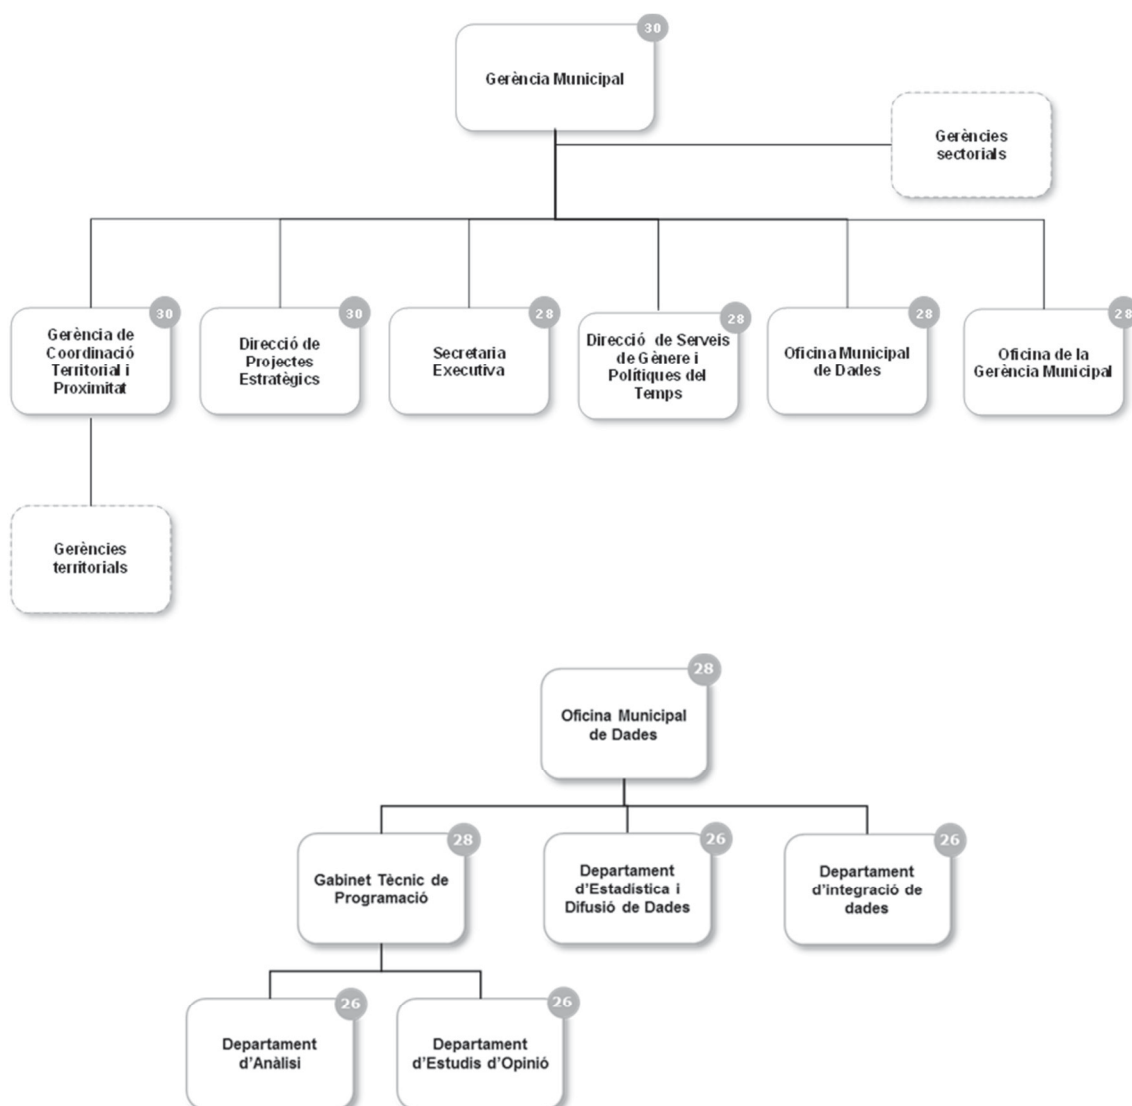 30
Gerència Municipal
Gerències
sectorials
30
Gerència de
Coordinació
Territorial i
Proximitat
30
Direcció de
Projectes
Estratègics
28
Secretaria
Executiva
28
Direcció de Serveis
de Gènere i
Polítiques del
Temps
28
Oficina Municipal
de Dades
28
Oficina de la
Gerència Municipal
Gerències
territorials
28
Oficina Municipal
de Dades
28
Gabinet Tècnic de
Programació
26
Departament
d'Estadística i
Difusió de Dades
26
Departament
d'integració de
dades
26
Departament
d'Anàlisi
26
Departament
d'Estudis d'Opinió